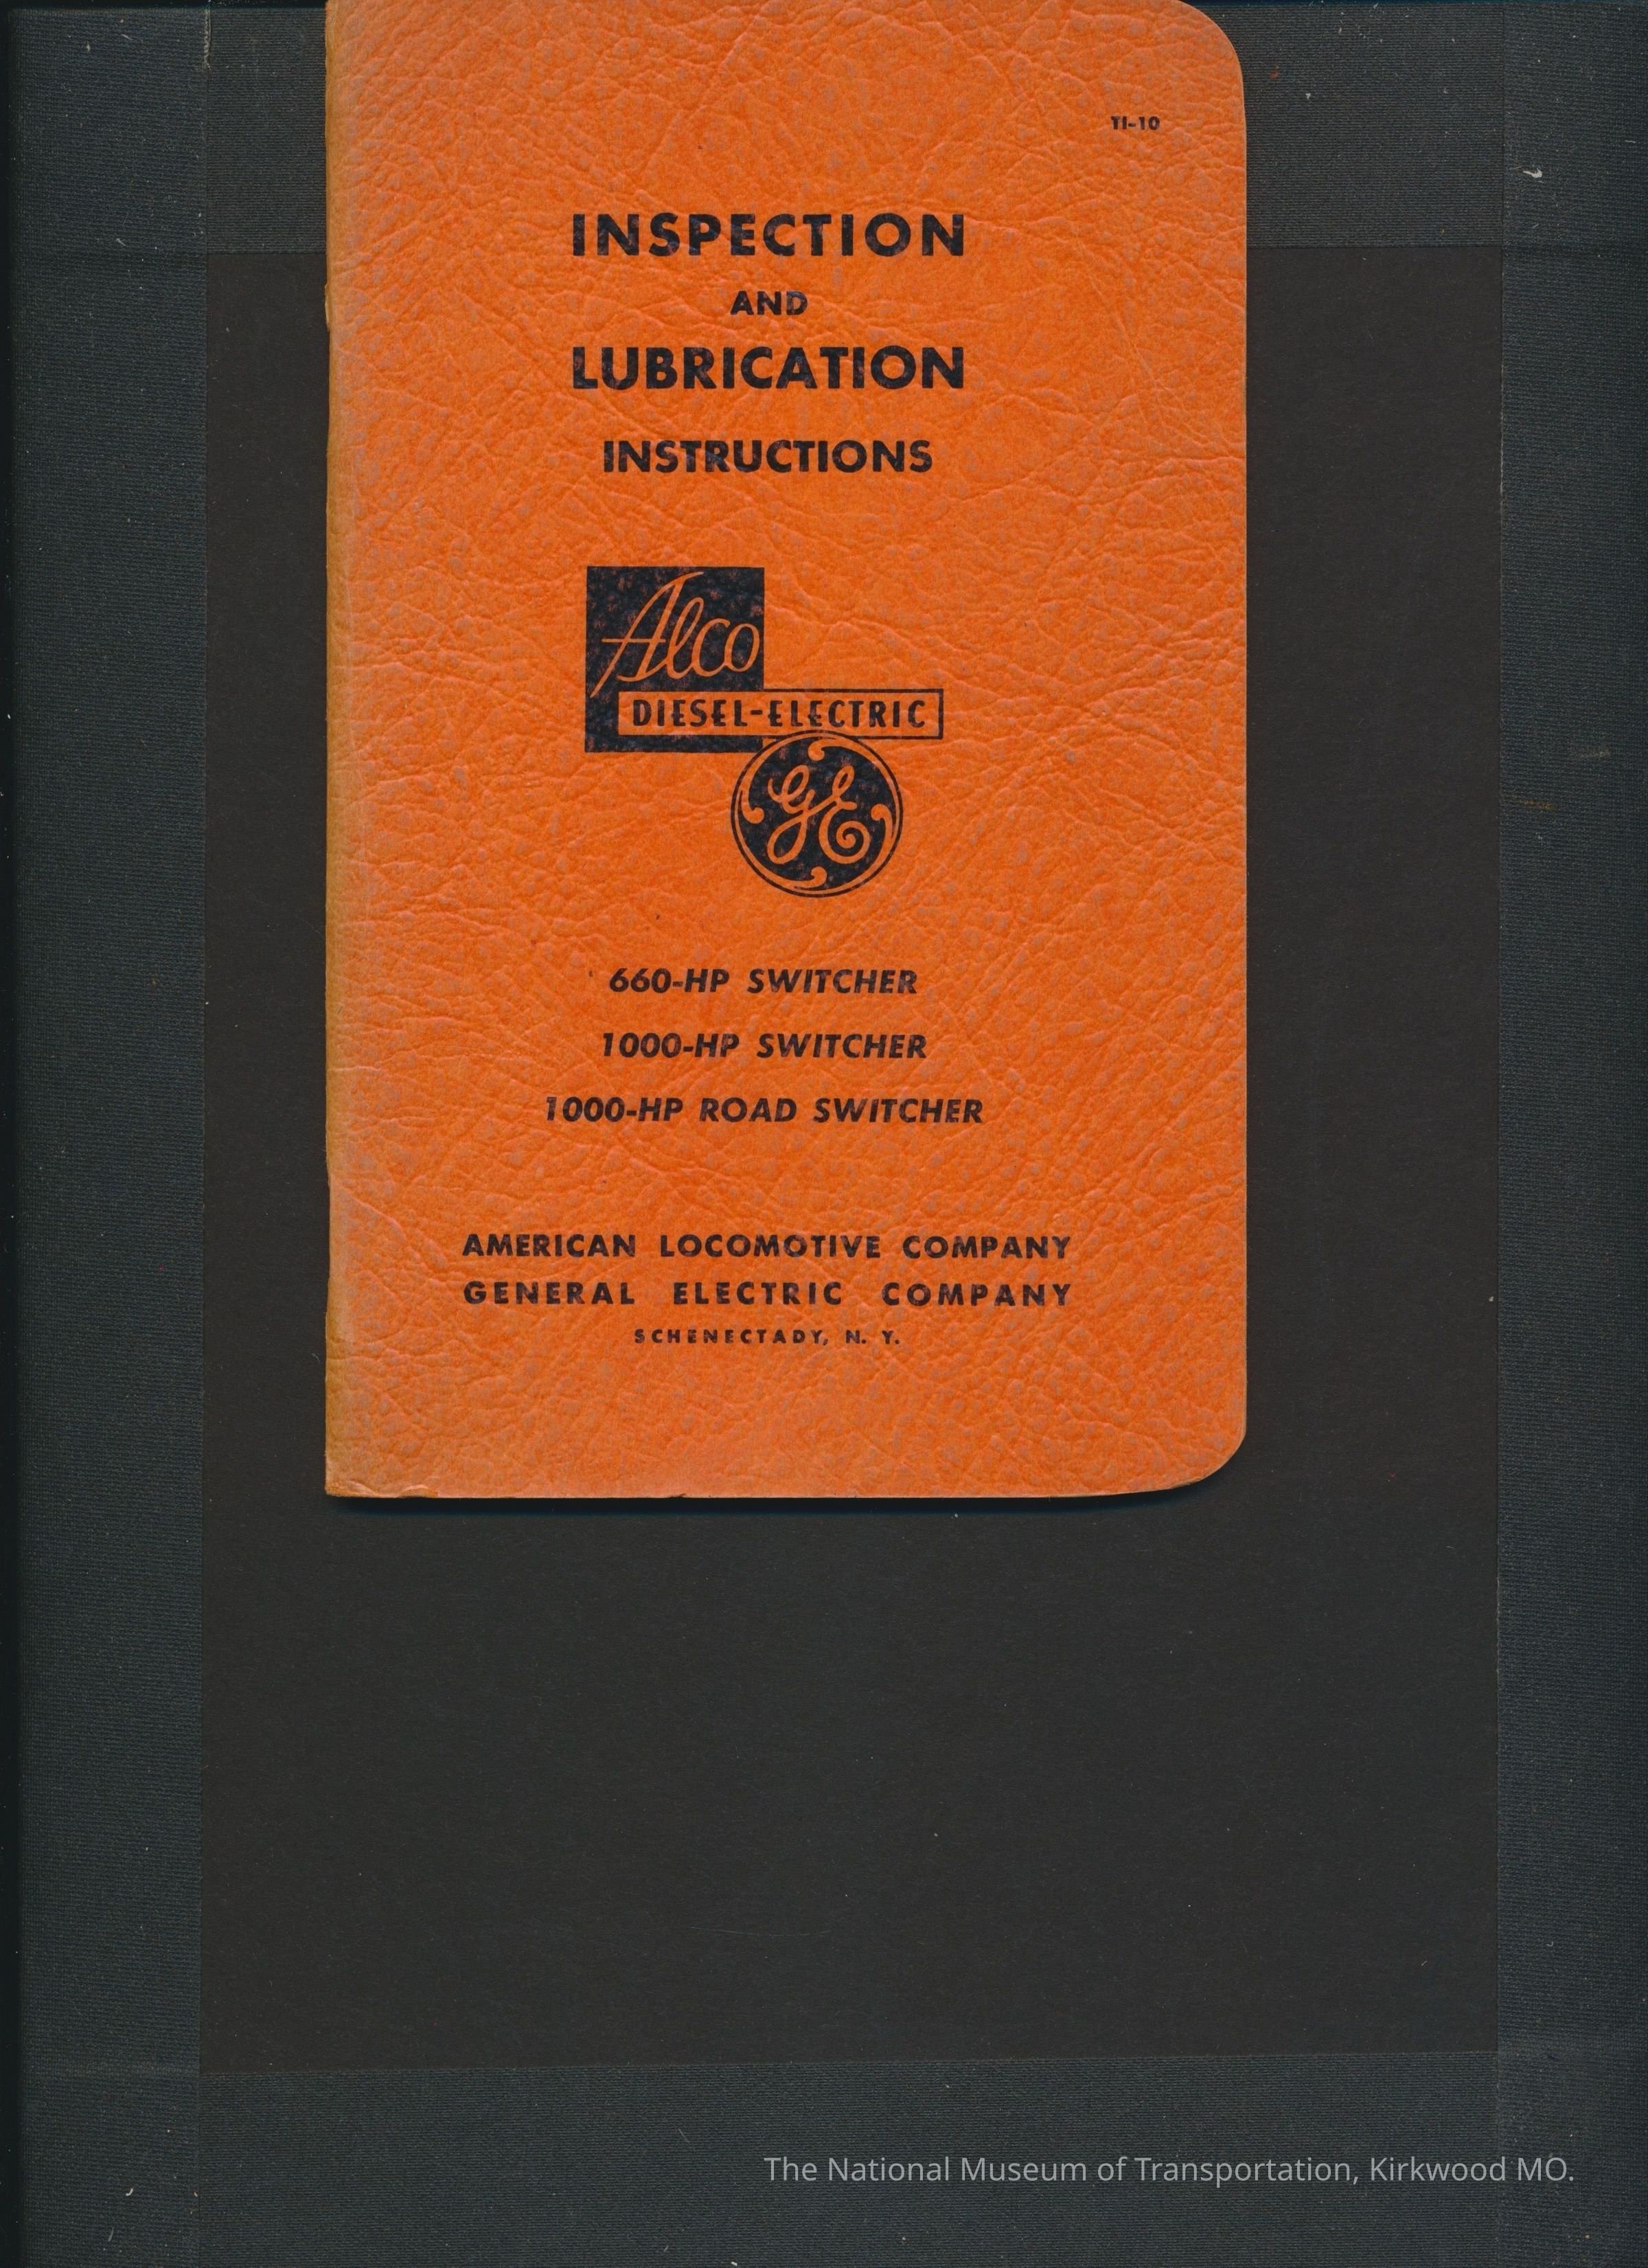 TI-10
INSPECTION
AND
LUBRICATION
INSTRUCTIONS
Alco
DIESEL-ELECTRIC
GE
660-HP SWITCHER
1000-HP SWITCHER
1000-HP ROAD SWITCHER
AMERICAN LOCOMOTIVE COMPANY
GENERAL ELECTRIC COMPANY
SCHENECTADY, N. Y.
The National Museum of Transportation, Kirkwood MO.